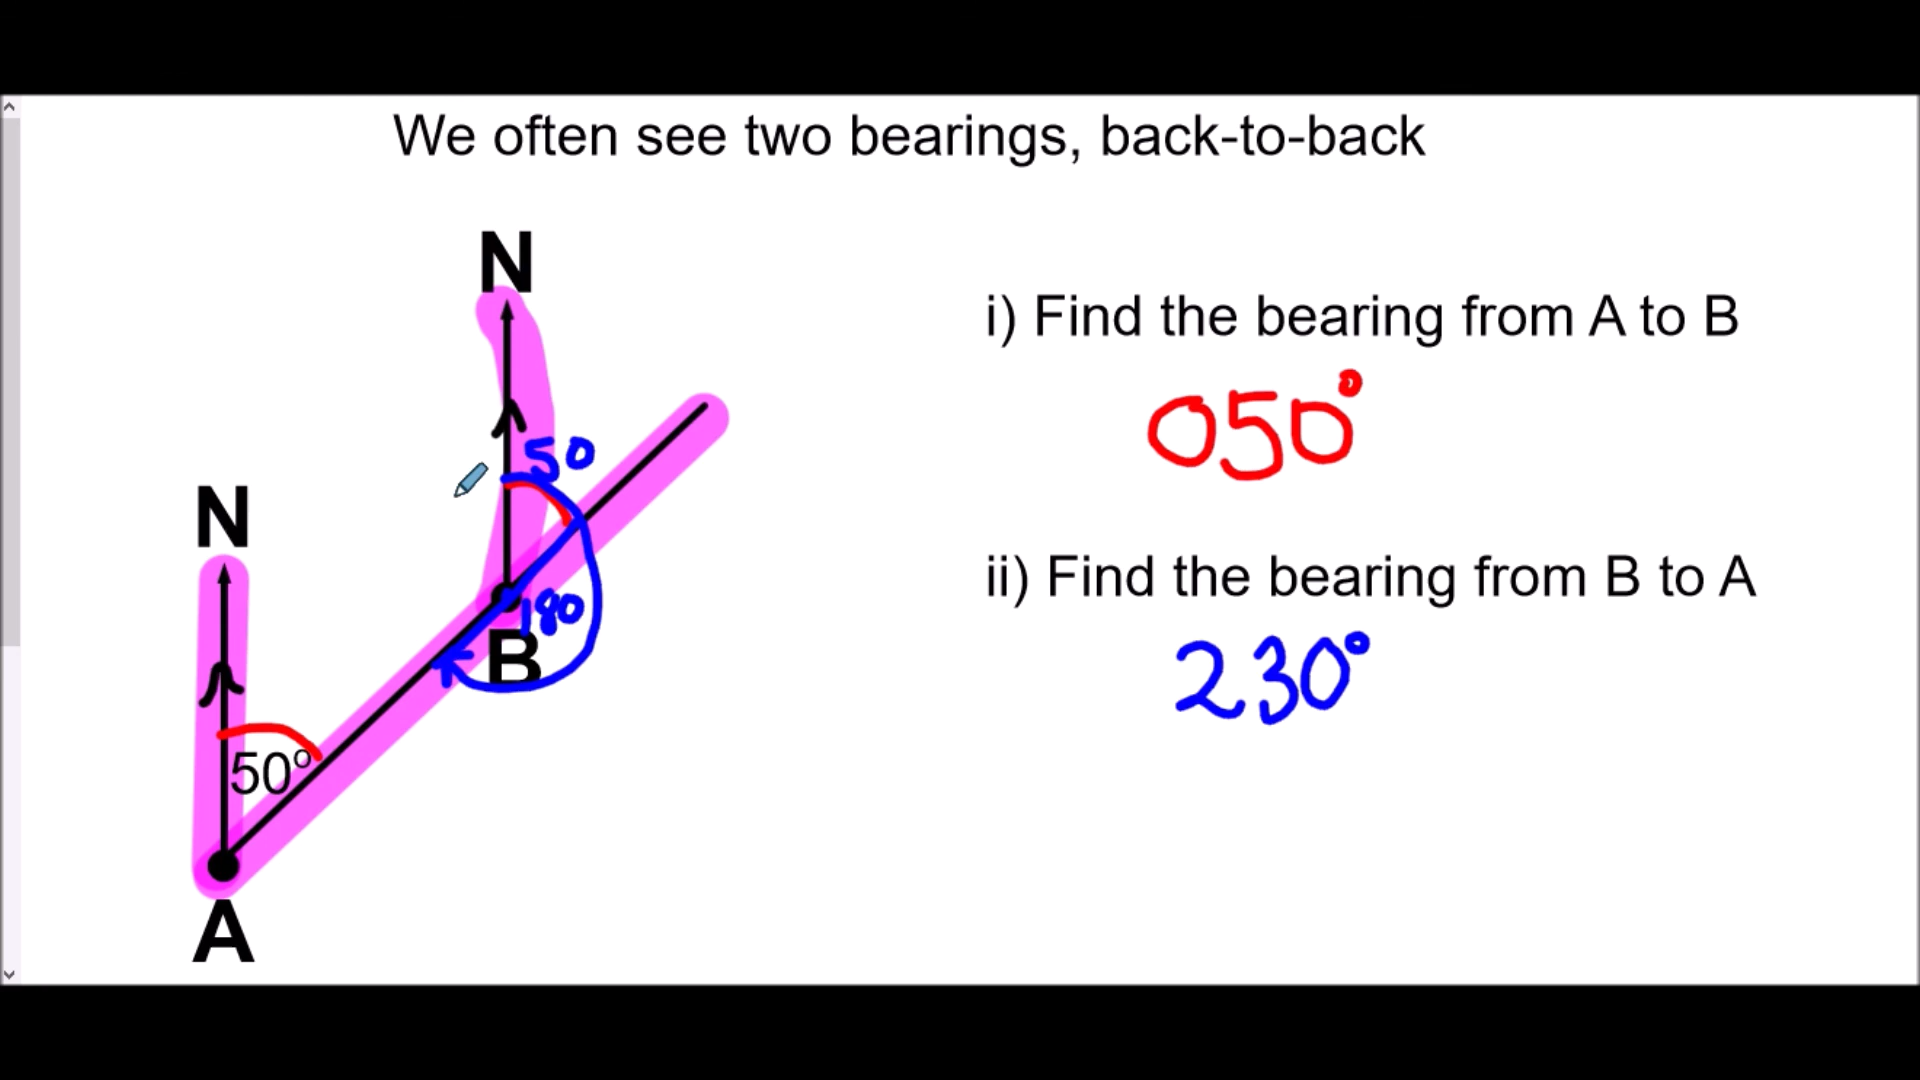 We often see two bearings, back-to-back
N
i) Find the bearing from A to B
050°
50
N
ii) Find the bearing from B to A
180
B
230°
50º
A